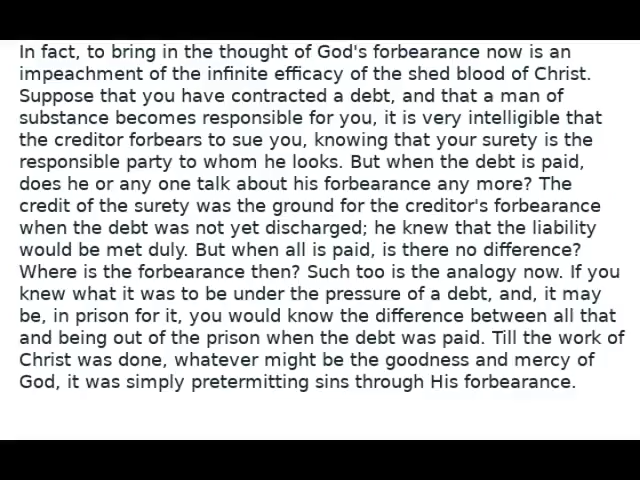 In fact, to bring in the thought of God's forbearance now is an
impeachment of the infinite efficacy of the shed blood of Christ.
Suppose that you have contracted a debt, and that a man of
substance becomes responsible for you, it is very intelligible that
the creditor forbears to sue you, knowing that your surety is the
responsible party to whom he looks. But when the debt is paid,
does he or any one talk about his forbearance any more? The
credit of the surety was the ground for the creditor's forbearance
when the debt was not yet discharged; he knew that the liability
would be met duly. But when all is paid, is there no difference?
Where is the forbearance then? Such too is the analogy now. If you
knew what it was to be under the pressure of a debt, and, it may
be, in prison for it, you would know the difference between all that
and being out of the prison when the debt was paid. Till the work of
Christ was done, whatever might be the goodness and mercy of
God, it was simply pretermitting sins through His forbearance.